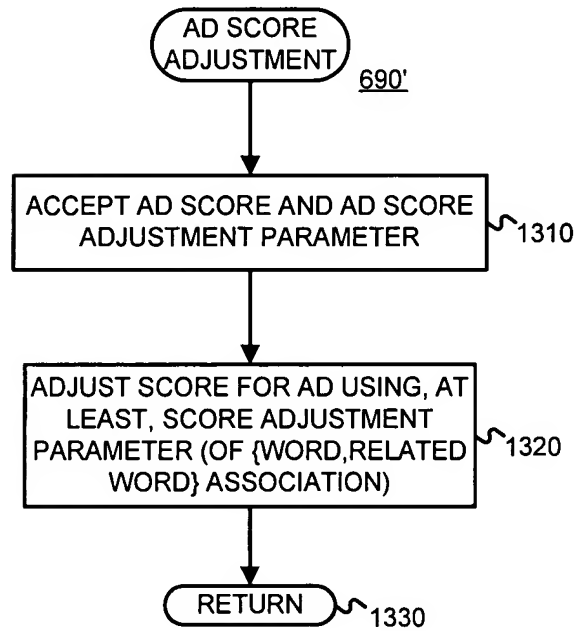 AD SCORE
ADJUSTMENT
690'
ACCEPT AD SCORE AND AD SCORE
ADJUSTMENT PARAMETER
1310
ADJUST SCORE FOR AD USING, AT
LEAST, SCORE ADJUSTMENT
PARAMETER (OF {WORD,RELATED
WORD} ASSOCIATION)
1320
RETURN
1330